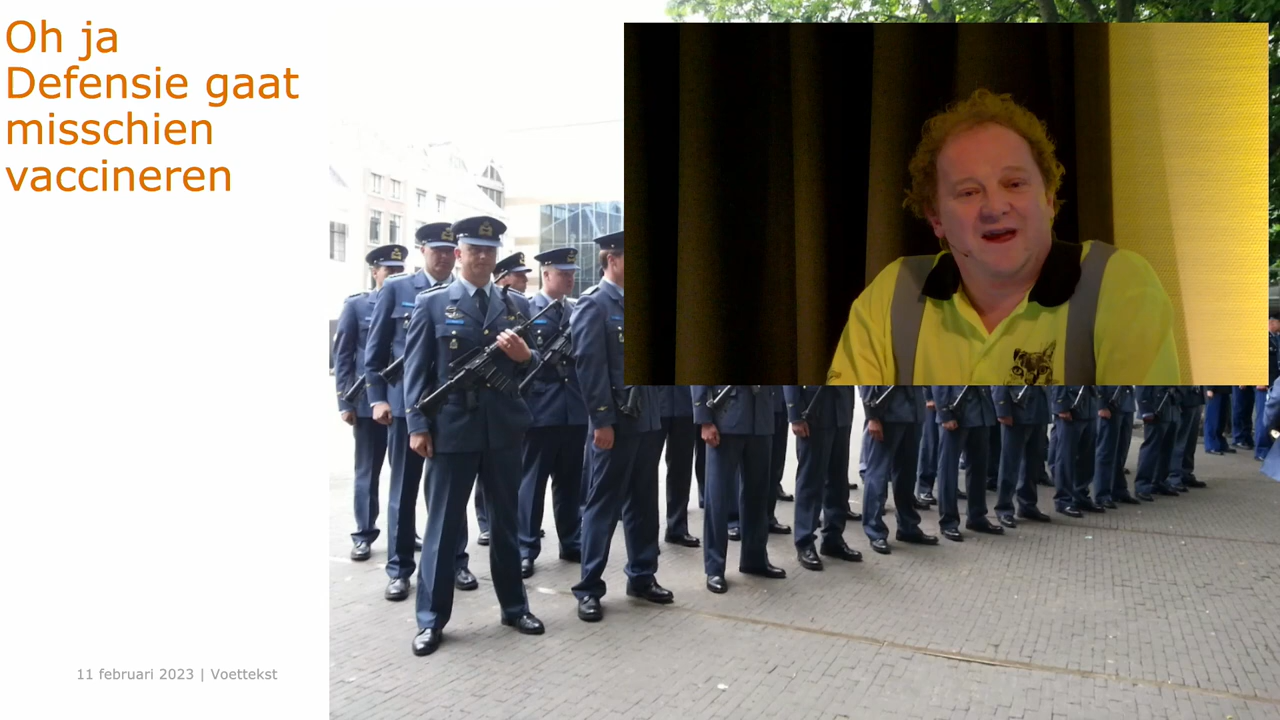 Oh ja
Defensie gaat
misschien
vaccineren
11 februari 2023 | Voettekst